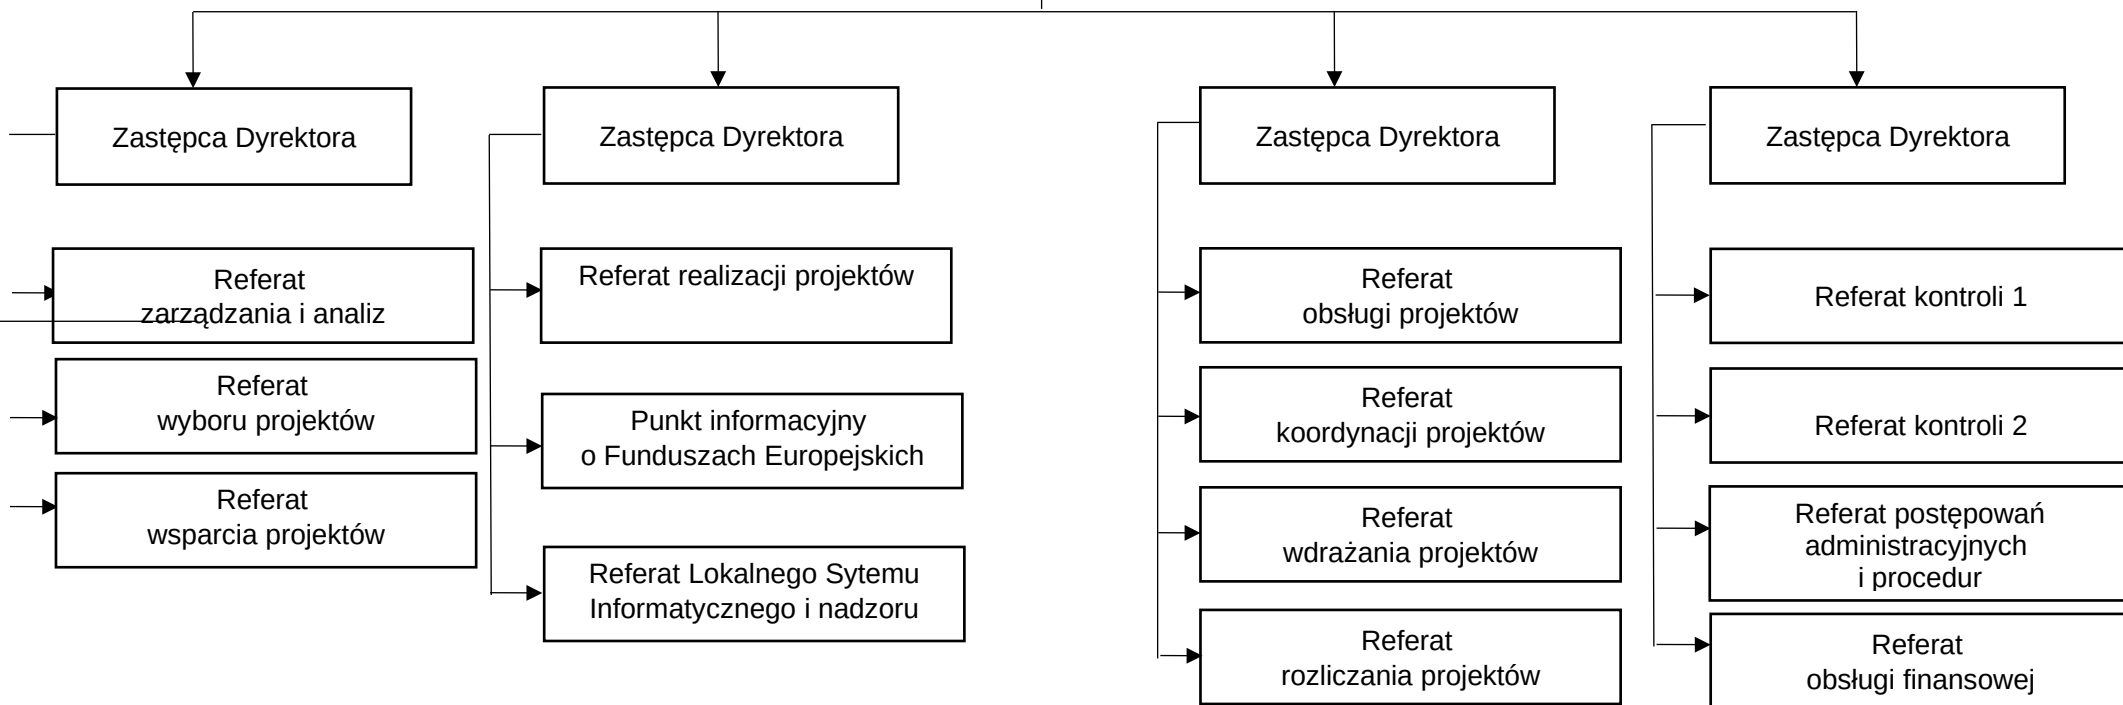 Zastępca Dyrektora
Zastępca Dyrektora
Zastępca Dyrektora
Zastępca Dyrektora
Referat
zarządzania i analiz
Referat
wyboru projektów
Referat
wsparcia projektów
Referat realizacji projektów
Punkt informacyjny
o Funduszach Europejskich
Referat Lokalnego Sytemu
Informatycznego i nadzoru
Referat
obsługi projektów
Referat
koordynacji projektów
Referat
wdrażania projektów
Referat
rozliczania projektów
Referat kontroli 1
Referat kontroli 2
Referat postępowań
administracyjnych
i procedur
Referat
obsługi finansowej